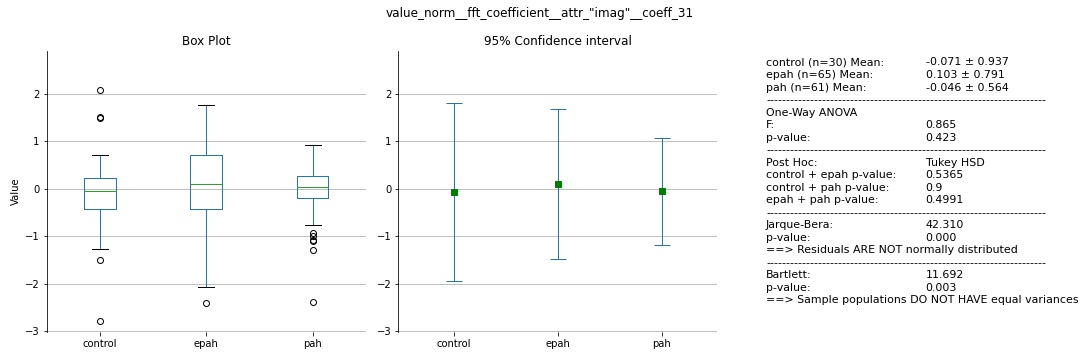 value_norm__fft_coefficient__attr_"imag"__coeff_31
Box Plot
Value
2
1
0
−1
−2
−3
control epah pah
95% Confidence interval
2
1
0
−1
−2
−3
control epah pah
control (n=30) Mean: -0.071 ± 0.937
epah (n=65) Mean: 0.103 ± 0.791
pah (n=61) Mean: -0.046 ± 0.564
--------------------------------------------------------------------------------
One-Way ANOVA
F: 0.865
p-value: 0.423
--------------------------------------------------------------------------------
Post Hoc: Tukey HSD
control + epah p-value: 0.5365
control + pah p-value: 0.9
epah + pah p-value: 0.4991
--------------------------------------------------------------------------------
Jarque-Bera: 42.310
p-value: 0.000
==> Residuals ARE NOT normally distributed
--------------------------------------------------------------------------------
Bartlett: 11.692
p-value: 0.003
==> Sample populations DO NOT HAVE equal variances